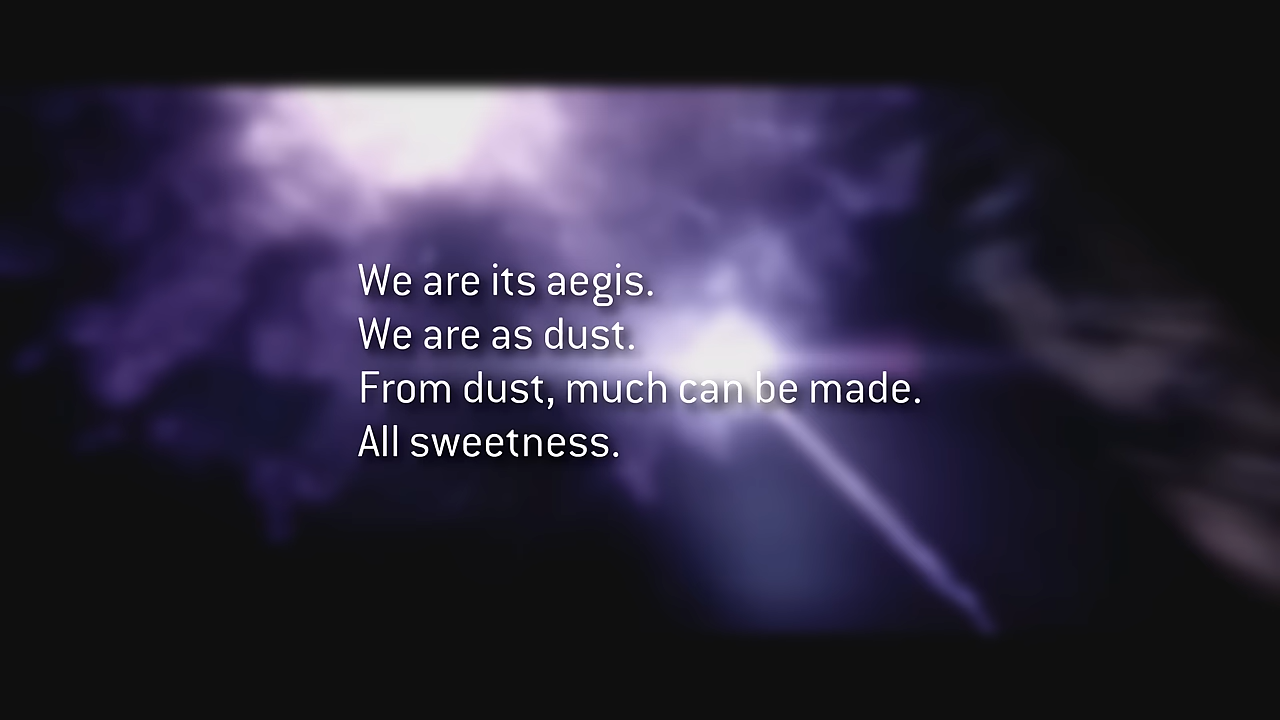 We are its aegis.
We are as dust.
From dust, much can be made.
All sweetness.